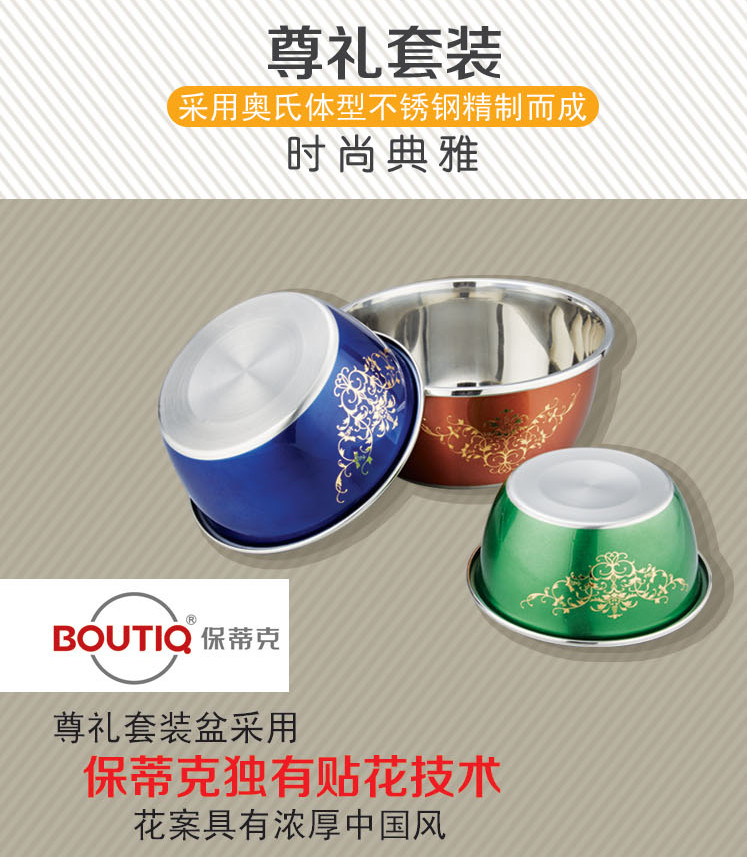 尊礼套装
采用奥氏体型不锈钢精制而成
时尚典雅
BOUTIQ® 保蒂克
尊礼套装盆采用
保蒂克独有贴花技术
花案具有浓厚中国风